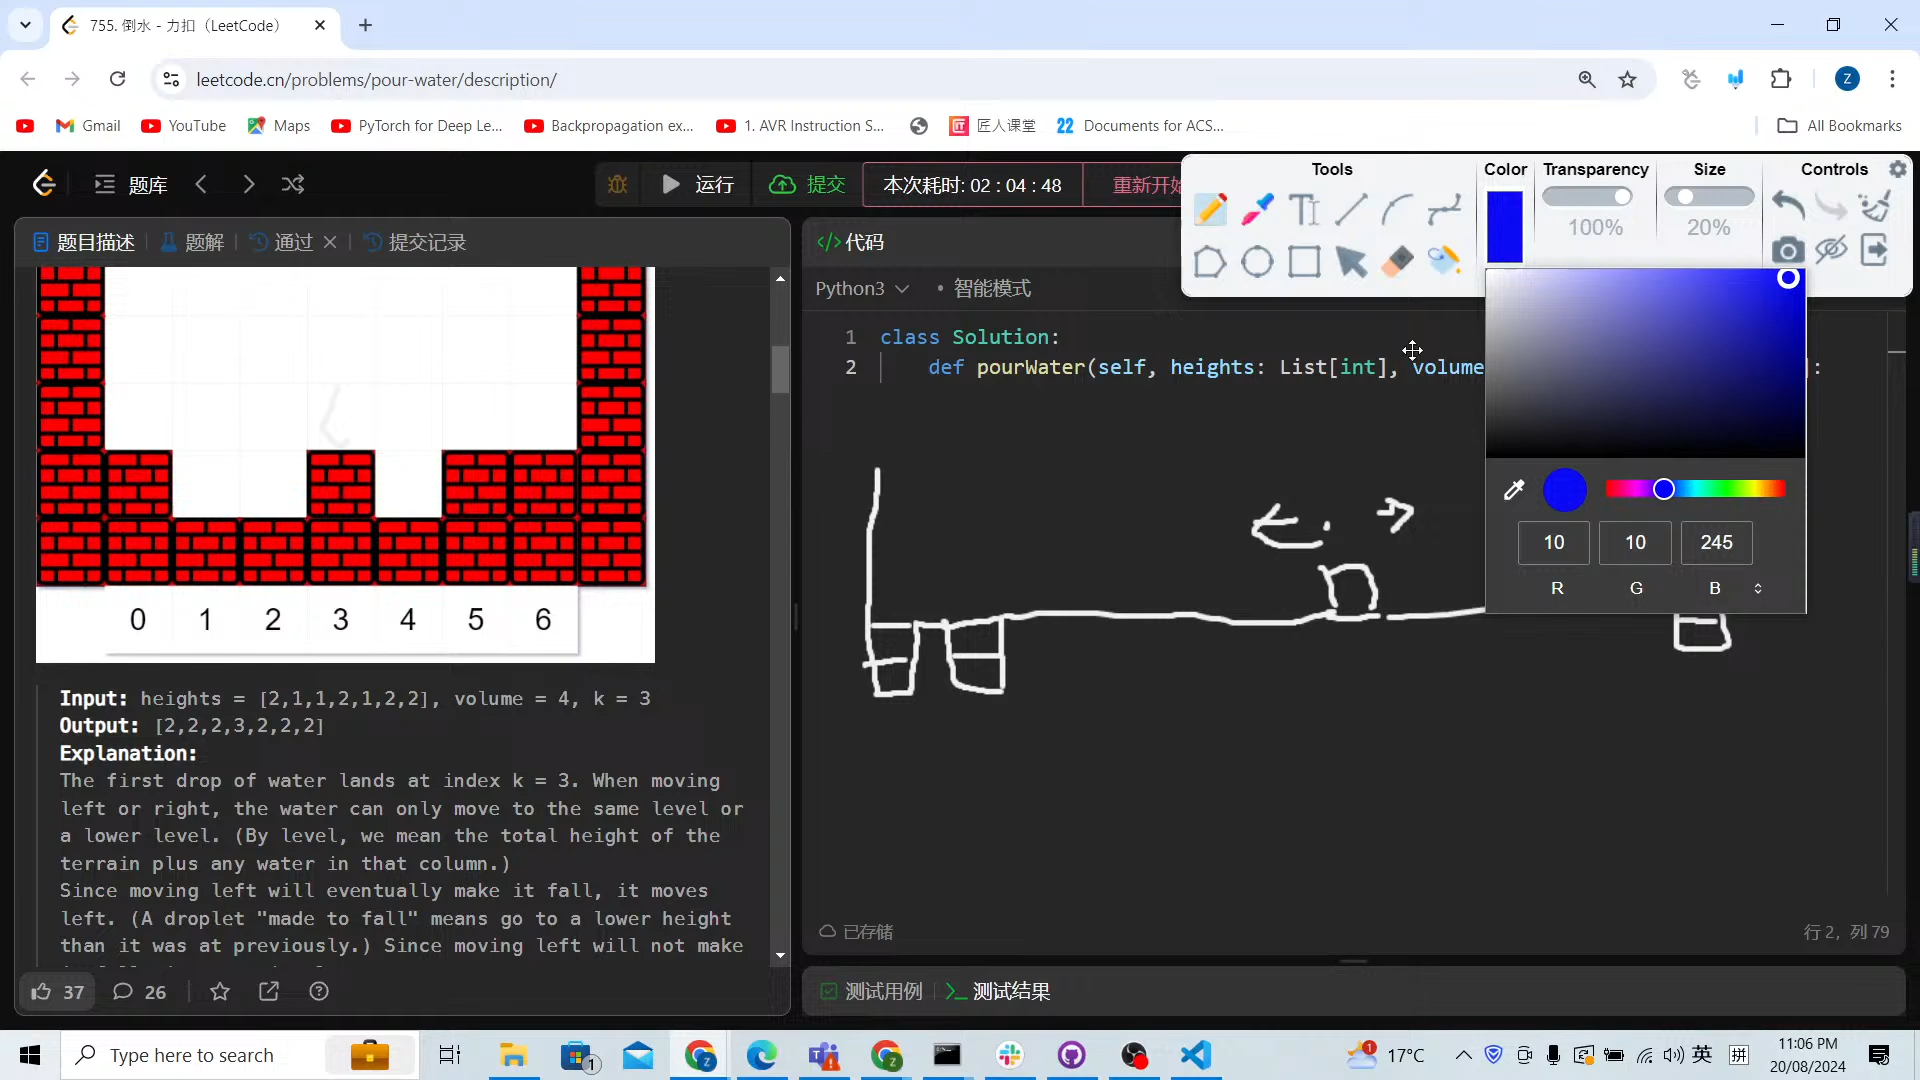 755. 倒水 - 力扣（LeetCode）
leetcode.cn/problems/pour-water/description/
Z
Gmail
YouTube
Maps
PyTorch for Deep Le...
Backpropagation ex...
1. AVR Instruction S...
匠人课堂
22 Documents for ACS...
All Bookmarks
题库
运行
提交
本次耗时: 02 : 04 : 48
重新开始
Tools
Color
Transparency
Size
Controls
100%
20%
题目描述
题解
通过
提交记录
代码
Python3
• 智能模式
1 class Solution:
2 def pourWater(self, heights: List[int], volume
]:
10
10
245
R
G
B
0 1 2 3 4 5 6
Input: heights = [2,1,1,2,1,2,2], volume = 4, k = 3
Output: [2,2,2,3,2,2,2]
Explanation:
The first drop of water lands at index k = 3. When moving
left or right, the water can only move to the same level or
a lower level. (By level, we mean the total height of the
terrain plus any water in that column.)
Since moving left will eventually make it fall, it moves
left. (A droplet "made to fall" means go to a lower height
than it was at previously.) Since moving left will not make
已存储
行 2, 列 79
37
26
测试用例
测试结果
Type here to search
1
1
17°C
英
拼
11:06 PM
20/08/2024